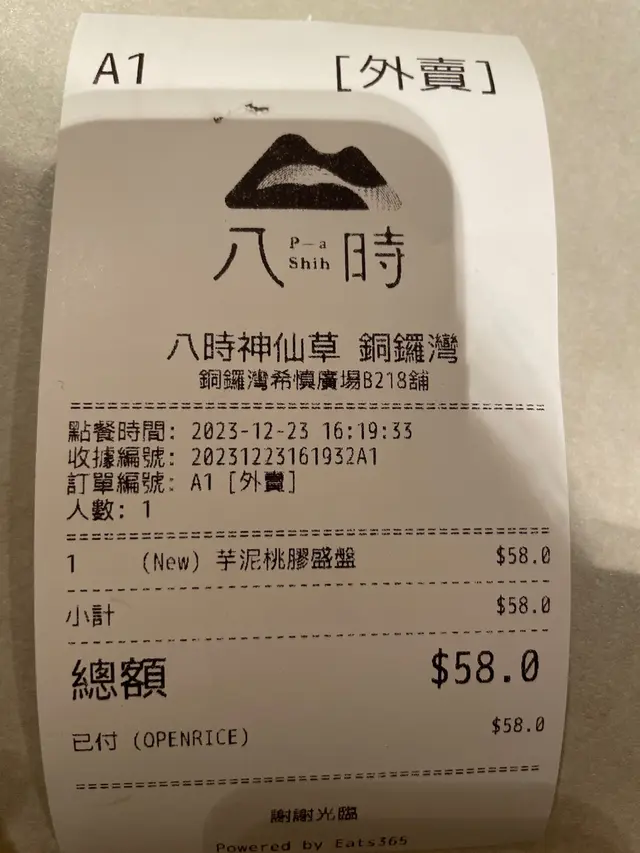 A1 [外賣]
八 P-a Shih 時
八時神仙草 銅鑼灣
銅鑼灣希慎廣場B218舖
點餐時間: 2023-12-23 16:19:33
收據編號: 20231223161932A1
訂單編號: A1 [外賣]
人數: 1
1 (New) 芋泥桃膠盛盤 $58.0
小計 $58.0
總額 $58.0
已付 (OPENRICE) $58.0
謝謝光臨
Powered by Eats365